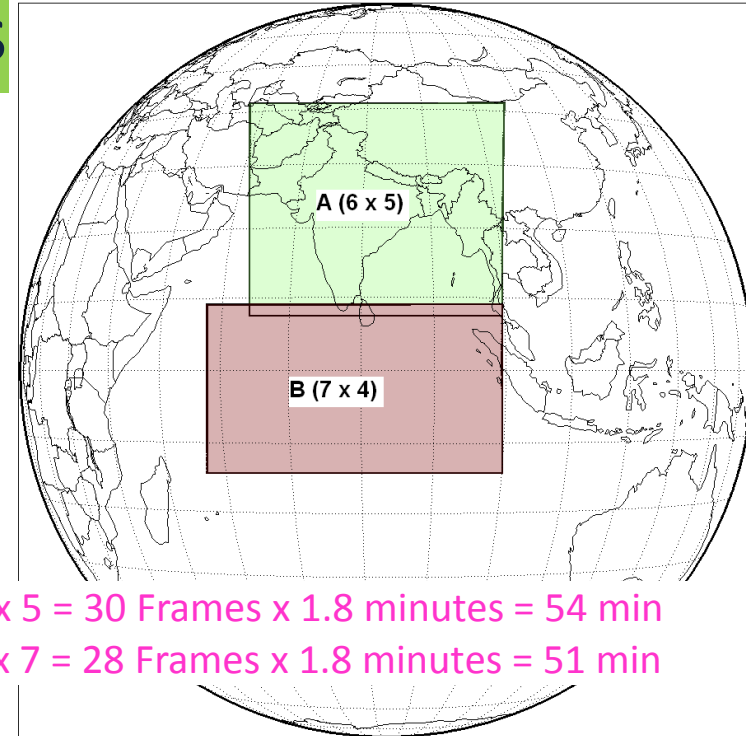 S
A (6 x 5)
B (7 x 4)
x 5 = 30 Frames x 1.8 minutes = 54 min
x 7 = 28 Frames x 1.8 minutes = 51 min